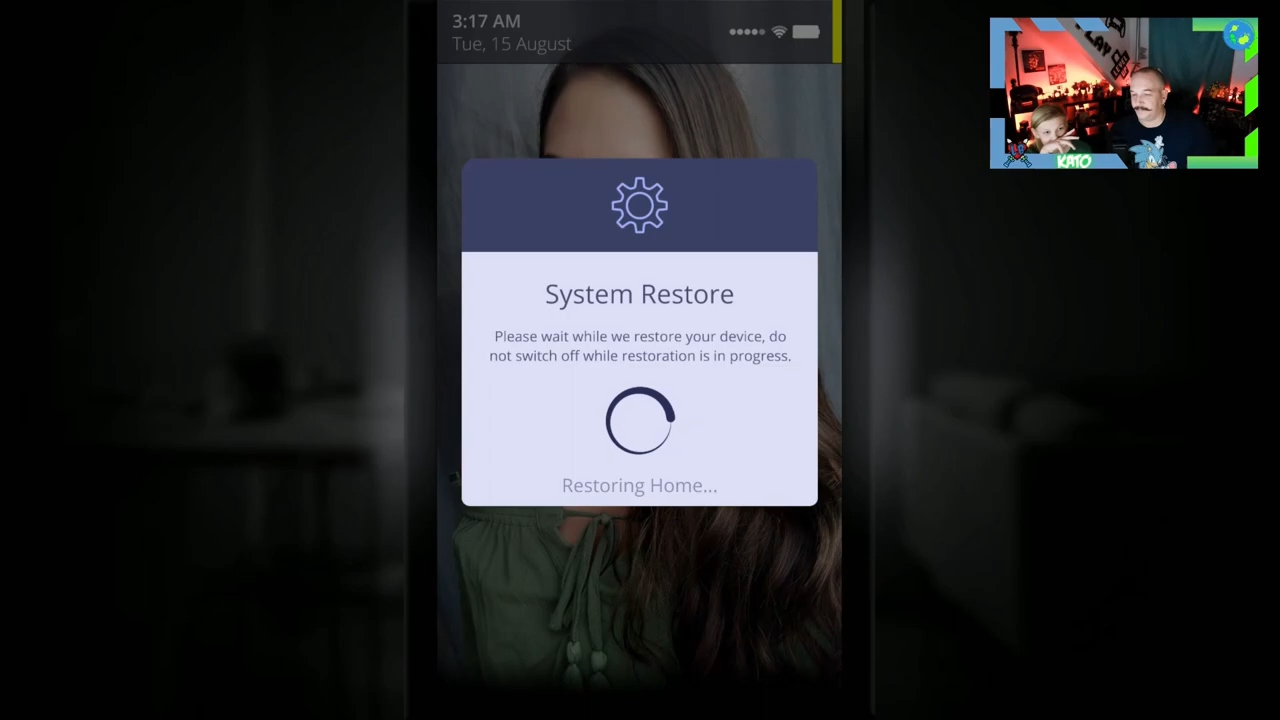 3:17 AM
Tue, 15 August
System Restore
Please wait while we restore your device, do
not switch off while restoration is in progress.
Restoring Home...
PLAY
KATO